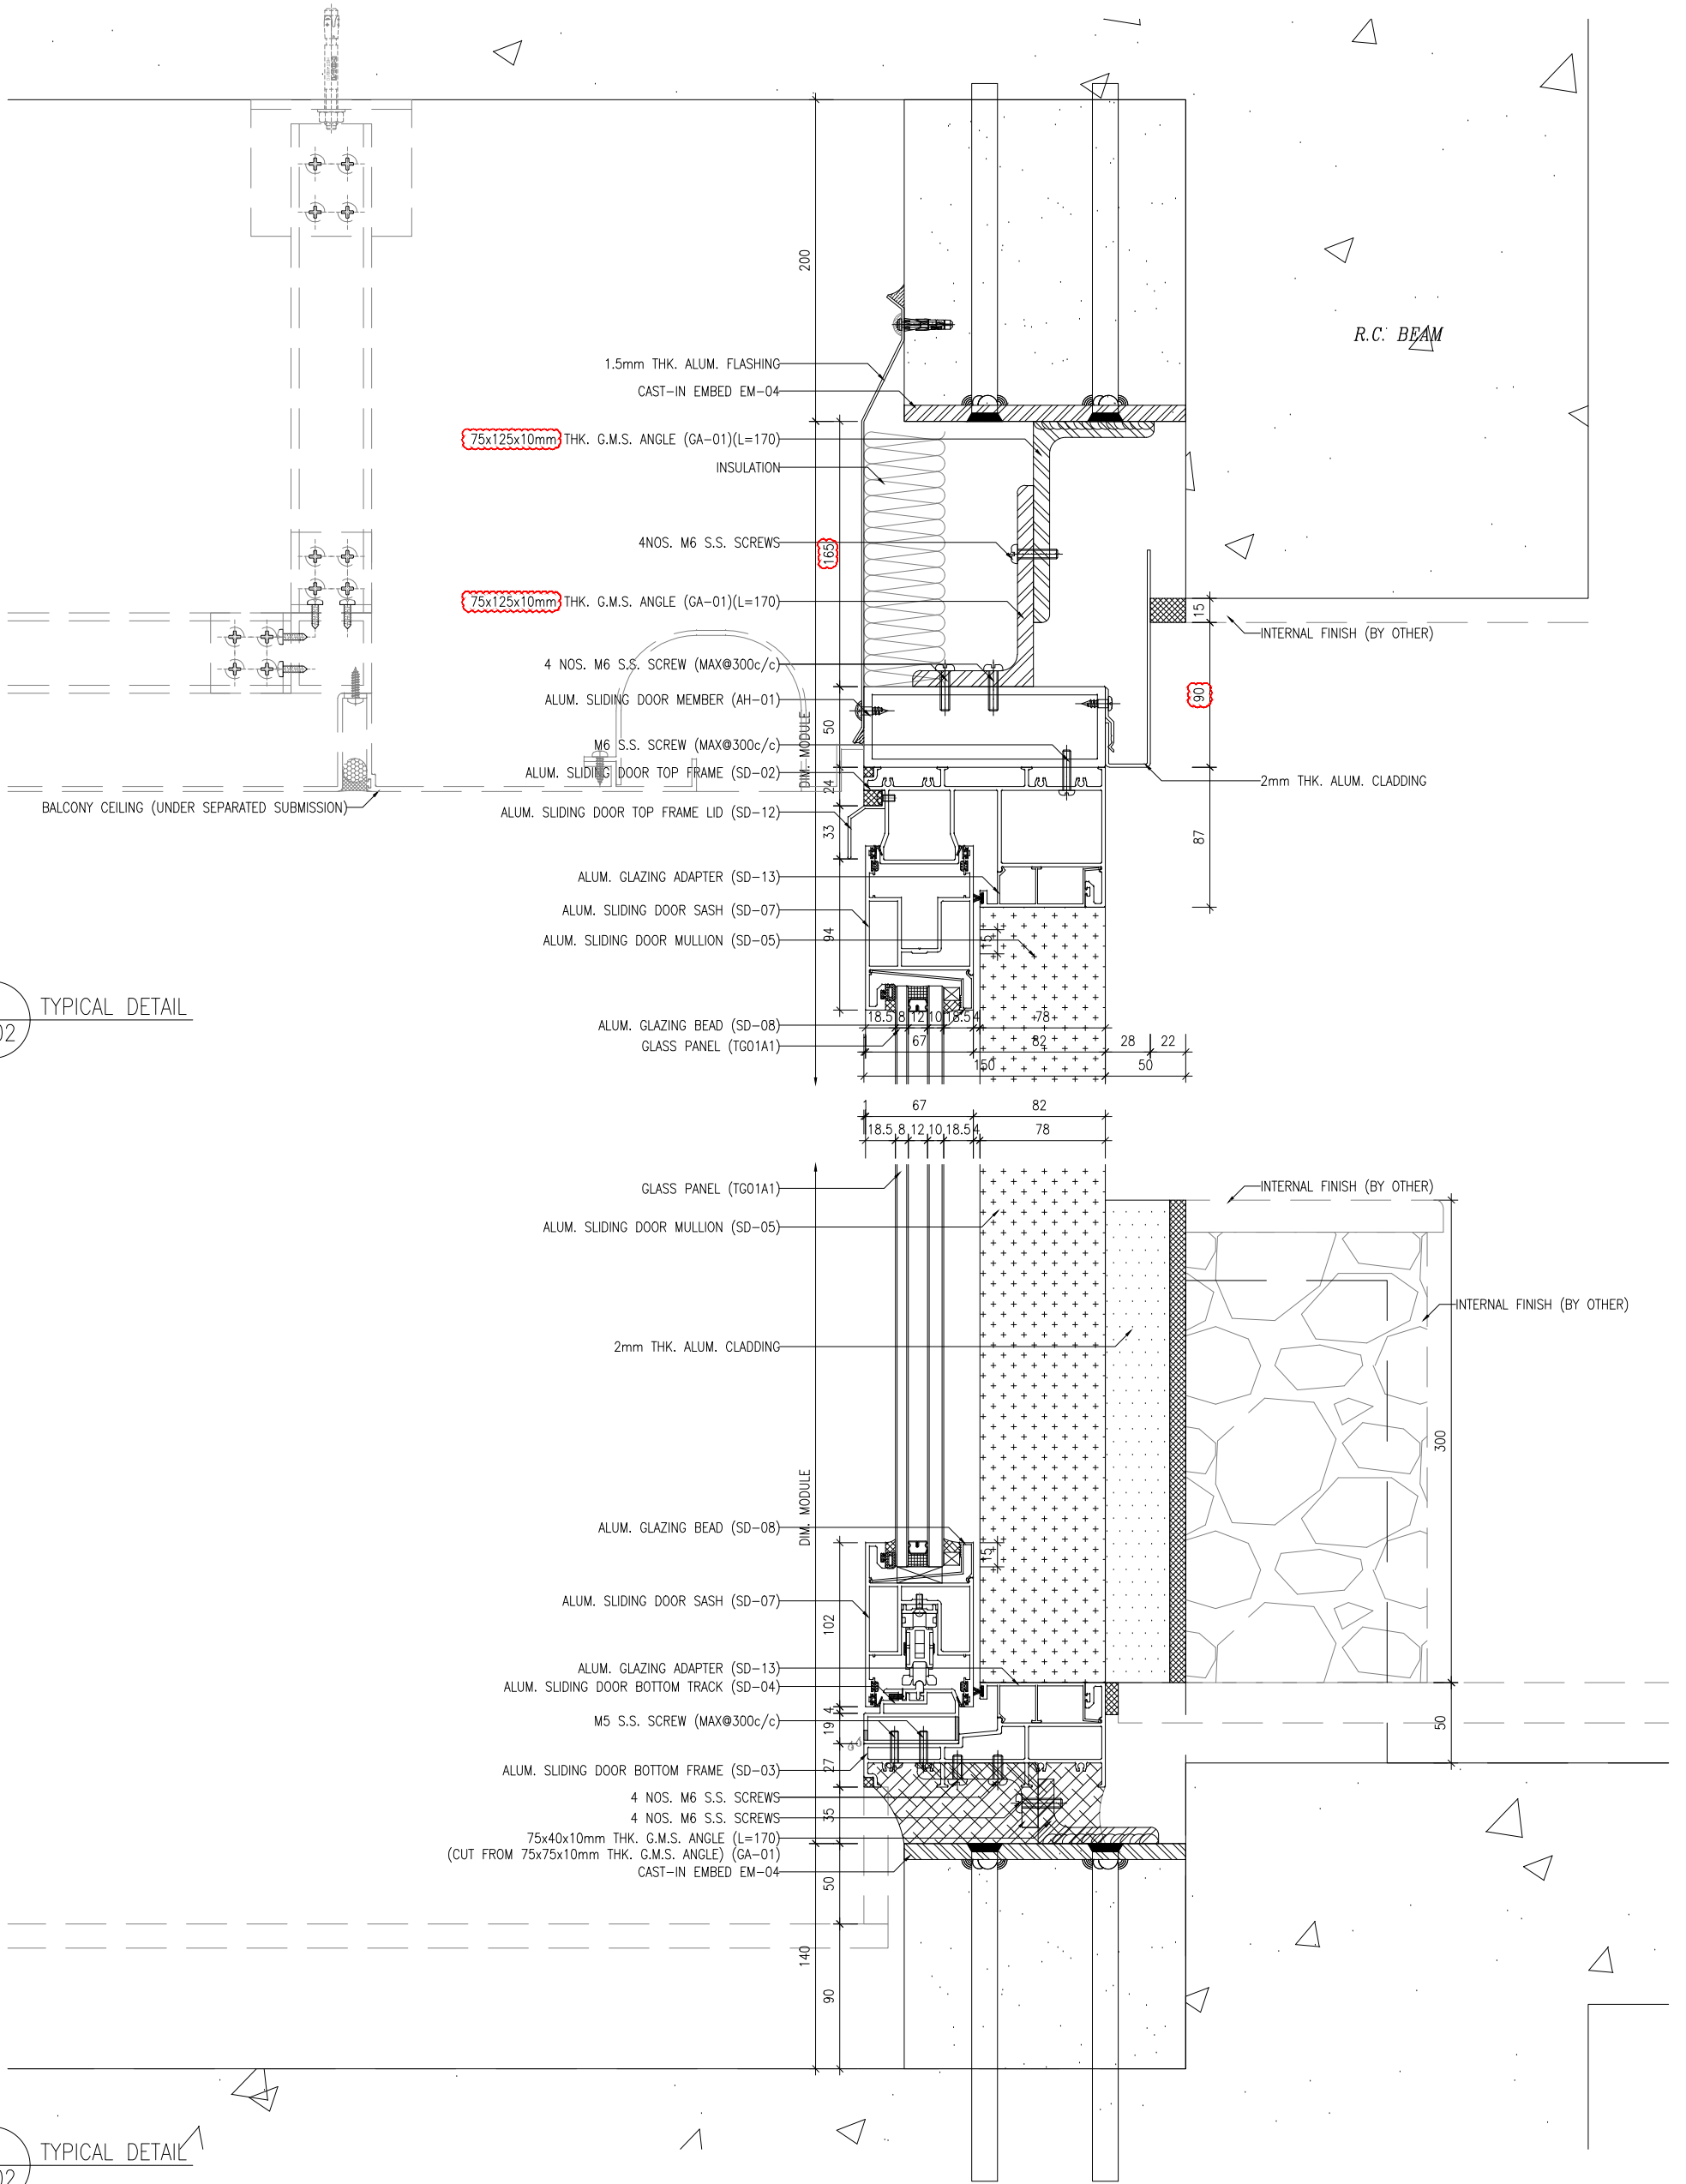 200
R.C. BEAM
1.5mm THK. ALUM. FLASHING
CAST-IN EMBED EM-04
75x125x10mm THK. G.M.S. ANGLE (GA-01)(L=170)
INSULATION
165
4NOS. M6 S.S. SCREWS
75x125x10mm THK. G.M.S. ANGLE (GA-01)(L=170)
15
INTERNAL FINISH (BY OTHER)
4 NOS. M6 S.S. SCREW (MAX@300c/c)
90
ALUM. SLIDING DOOR MEMBER (AH-01)
50
DIM. MODULE
M6 S.S. SCREW (MAX@300c/c)
ALUM. SLIDING DOOR TOP FRAME (SD-02)
24
2mm THK. ALUM. CLADDING
BALCONY CEILING (UNDER SEPARATED SUBMISSION)
ALUM. SLIDING DOOR TOP FRAME LID (SD-12)
33
87
ALUM. GLAZING ADAPTER (SD-13)
ALUM. SLIDING DOOR SASH (SD-07)
94
ALUM. SLIDING DOOR MULLION (SD-05)
15
02
TYPICAL DETAIL
ALUM. GLAZING BEAD (SD-08)
18.5 8 12 10 18.5 4 78
GLASS PANEL (TG01A1)
67 82 28 22
150 50
1 67 82
18.5 8 12 10 18.5 4 78
GLASS PANEL (TG01A1)
INTERNAL FINISH (BY OTHER)
ALUM. SLIDING DOOR MULLION (SD-05)
INTERNAL FINISH (BY OTHER)
2mm THK. ALUM. CLADDING
300
DIM. MODULE
ALUM. GLAZING BEAD (SD-08)
15
ALUM. SLIDING DOOR SASH (SD-07)
102
ALUM. GLAZING ADAPTER (SD-13)
ALUM. SLIDING DOOR BOTTOM TRACK (SD-04)
4
M5 S.S. SCREW (MAX@300c/c)
19
50
ALUM. SLIDING DOOR BOTTOM FRAME (SD-03)
27
4 NOS. M6 S.S. SCREWS
4 NOS. M6 S.S. SCREWS
35
75x40x10mm THK. G.M.S. ANGLE (L=170)
(CUT FROM 75x75x10mm THK. G.M.S. ANGLE) (GA-01)
CAST-IN EMBED EM-04
50
140
90
02
TYPICAL DETAIL